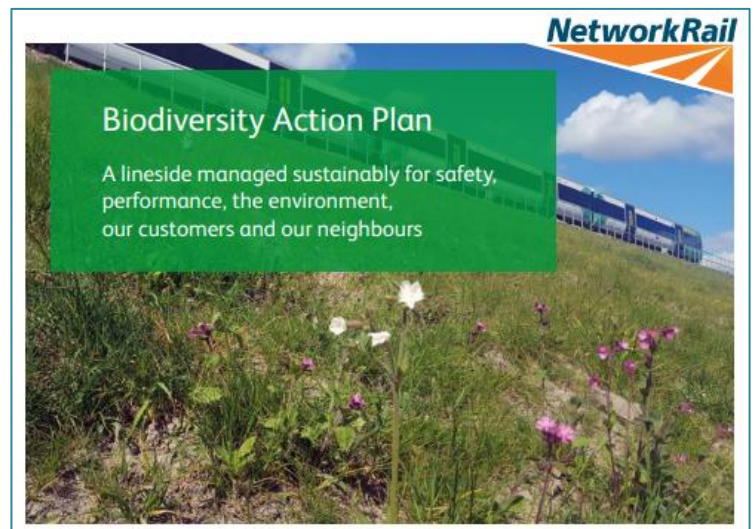 NetworkRail
Biodiversity Action Plan
A lineside managed sustainably for safety,
performance, the environment,
our customers and our neighbours